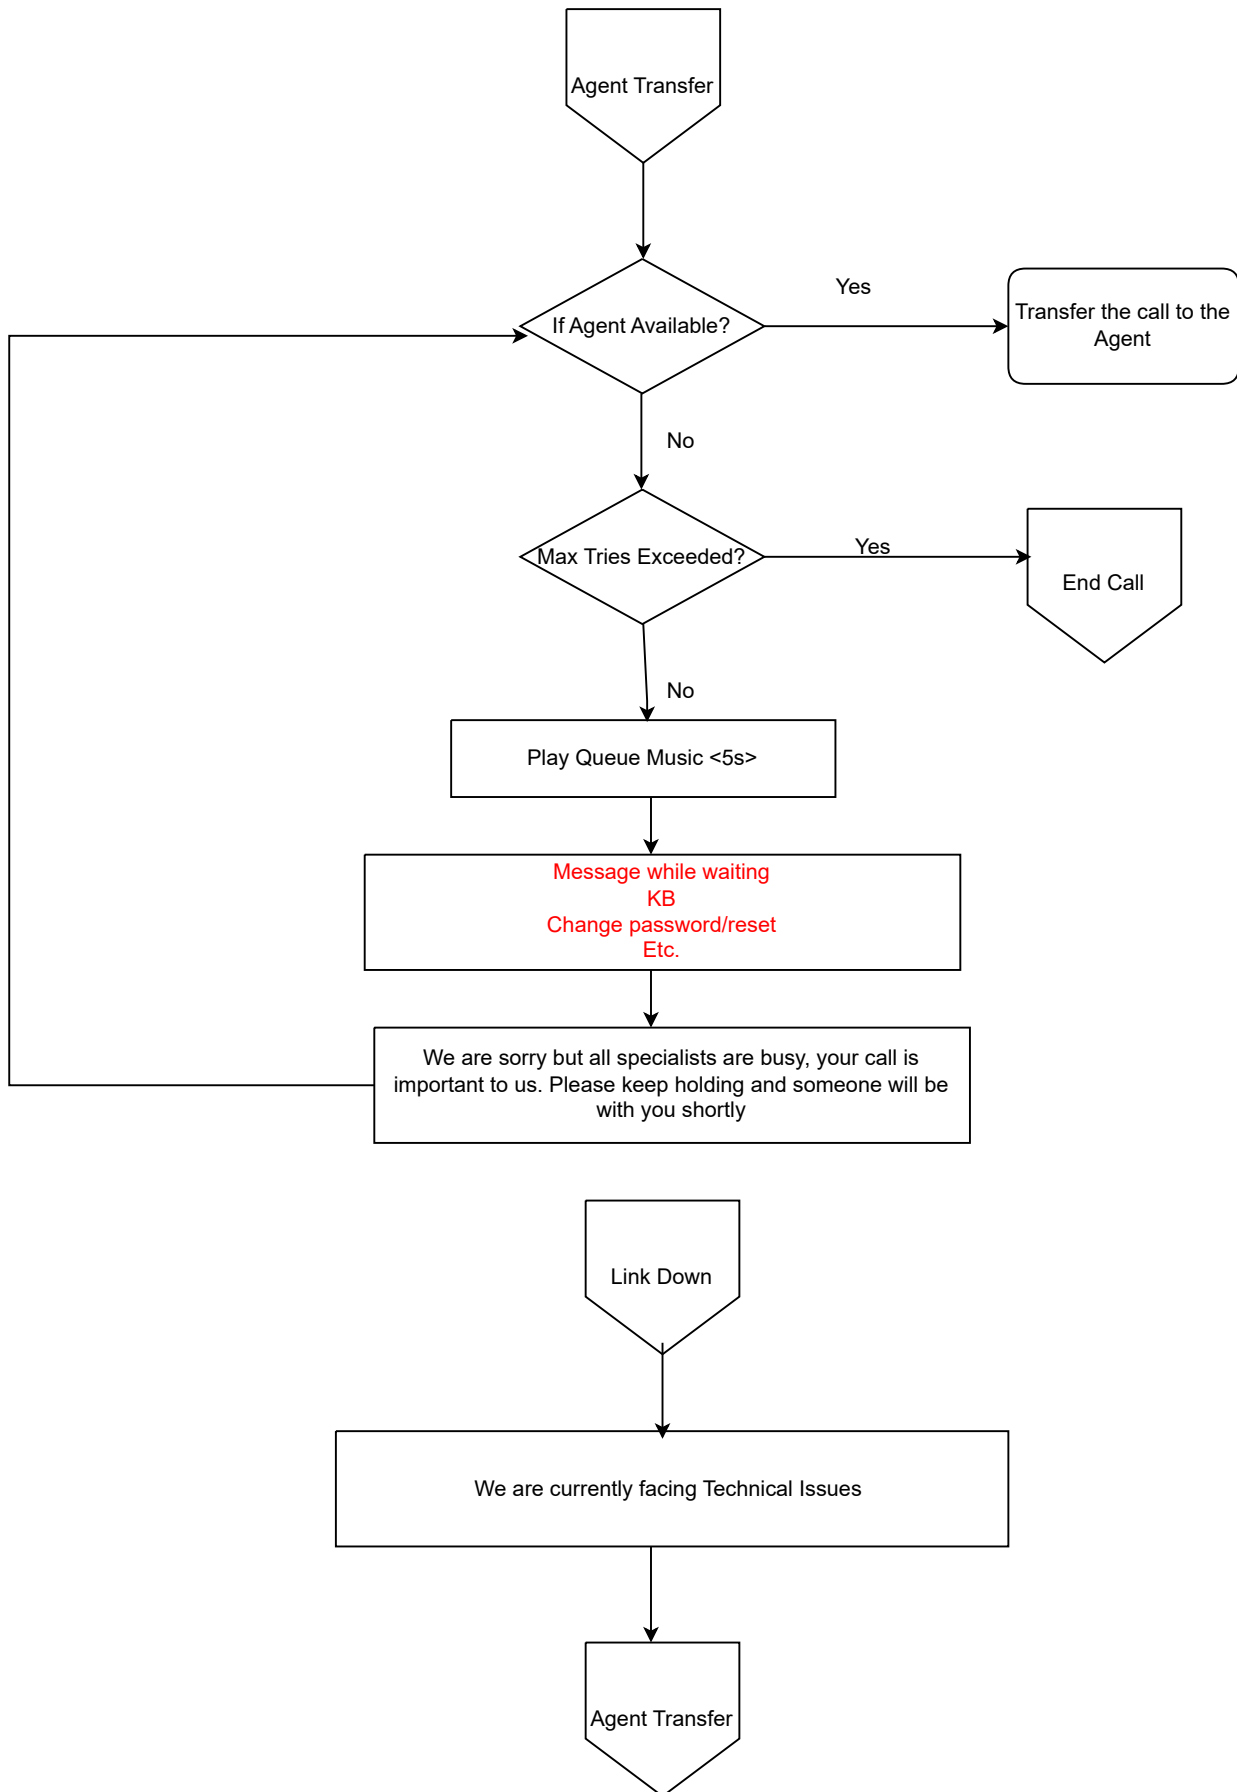 Agent Transfer
If Agent Available?
Yes
Transfer the call to the
Agent
No
Max Tries Exceeded?
Yes
End Call
No
Play Queue Music <5s>
Message while waiting
KB
Change password/reset
Etc.
We are sorry but all specialists are busy, your call is
important to us. Please keep holding and someone will be
with you shortly
Link Down
We are currently facing Technical Issues
Agent Transfer